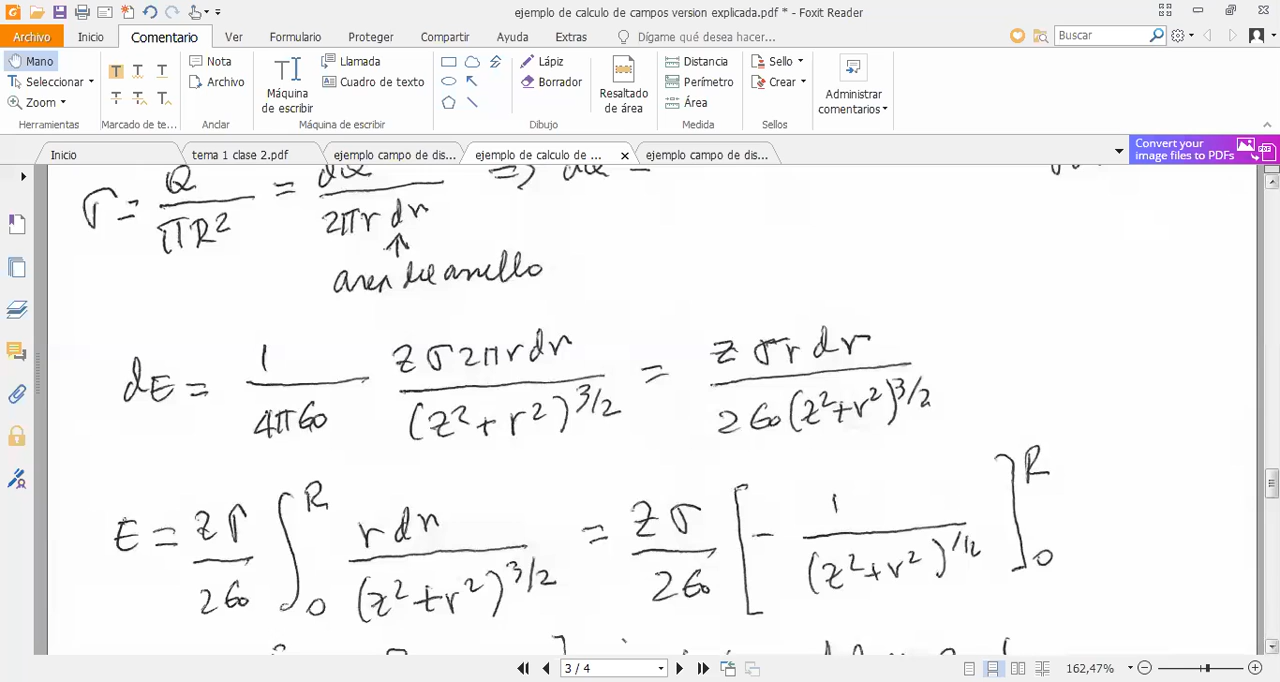 ejemplo de calculo de campos version explicada.pdf * - Foxit Reader
Archivo Inicio Comentario Ver Formulario Proteger Compartir Ayuda Extras Dígame qué desea hacer... Buscar
Mano
Seleccionar
Zoom
Herramientas
T T T
T T T
Marcado de te...
Nota
Archivo
Anclar
Máquina
de escribir
Llamada
Cuadro de texto
Máquina de escribir
Lápiz
Borrador
Dibujo
Resaltado
de área
Distancia
Perímetro
Área
Medida
Sello
Crear
Sellos
Administrar
comentarios
Inicio
tema 1 clase 2.pdf
ejemplo campo de dis...
ejemplo de calculo de ...
ejemplo campo de dis...
Convert your
image files to PDFs
σ = Q / πR² = dQ / 2πr dr ⇒ dQ =
area de anillo
dE = 1 / 4πε₀ zσ2πrdr / (z²+r²)^3/2 = zσrdr / 2ε₀(z²+r²)^3/2
E = zσ / 2ε₀ ∫₀^R r dr / (z²+r²)^3/2 = zσ / 2ε₀ [ - 1 / (z²+r²)^1/2 ]₀^R
3 / 4
162,47%